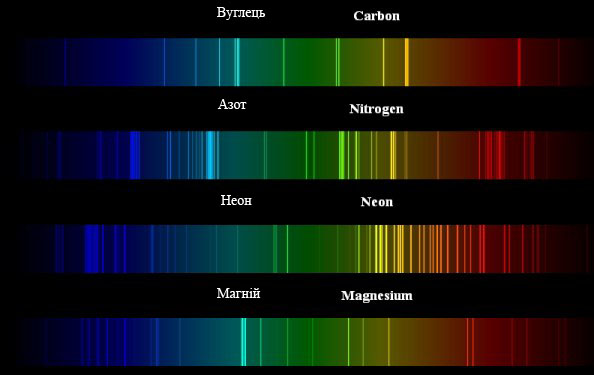 Вуглець Carbon
Азот Nitrogen
Неон Neon
Магній Magnesium